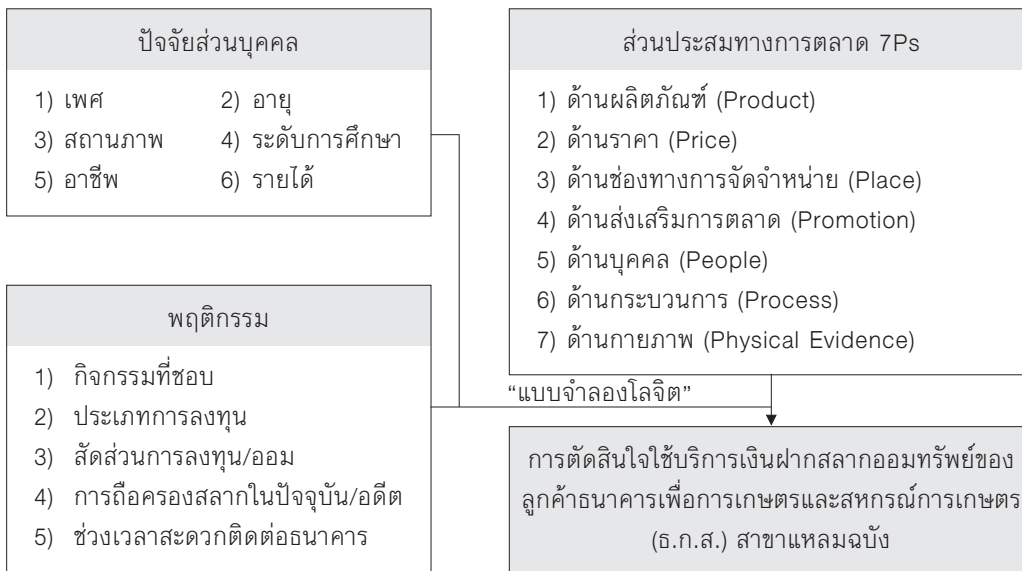 ปัจจัยส่วนบุคคล
1) เพศ 2) อายุ
3) สถานภาพ 4) ระดับการศึกษา
5) อาชีพ 6) รายได้
พฤติกรรม
1) กิจกรรมที่ชอบ
2) ประเภทการลงทุน
3) สัดส่วนการลงทุน/ออม
4) การถือครองสลากในปัจจุบัน/อดีต
5) ช่วงเวลาสะดวกติดต่อธนาคาร
ส่วนประสมทางการตลาด 7Ps
1) ด้านผลิตภัณฑ์ (Product)
2) ด้านราคา (Price)
3) ด้านช่องทางการจัดจำหน่าย (Place)
4) ด้านส่งเสริมการตลาด (Promotion)
5) ด้านบุคคล (People)
6) ด้านกระบวนการ (Process)
7) ด้านกายภาพ (Physical Evidence)
“แบบจำลองโลจิต”
การตัดสินใจใช้บริการเงินฝากสลากออมทรัพย์ของ
ลูกค้าธนาคารเพื่อการเกษตรและสหกรณ์การเกษตร
(ธ.ก.ส.) สาขาแหลมฉบัง